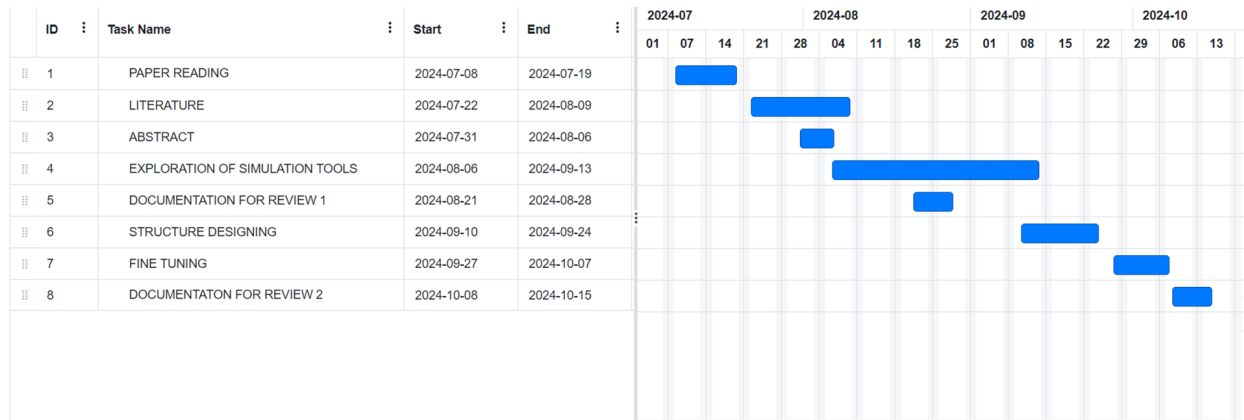 2024-07 2024-08 2024-09 2024-10
ID Task Name Start End
01 07 14 21 28 04 11 18 25 01 08 15 22 29 06 13
1 PAPER READING 2024-07-08 2024-07-19
2 LITERATURE 2024-07-22 2024-08-09
3 ABSTRACT 2024-07-31 2024-08-06
4 EXPLORATION OF SIMULATION TOOLS 2024-08-06 2024-09-13
5 DOCUMENTATION FOR REVIEW 1 2024-08-21 2024-08-28
6 STRUCTURE DESIGNING 2024-09-10 2024-09-24
7 FINE TUNING 2024-09-27 2024-10-07
8 DOCUMENTATON FOR REVIEW 2 2024-10-08 2024-10-15